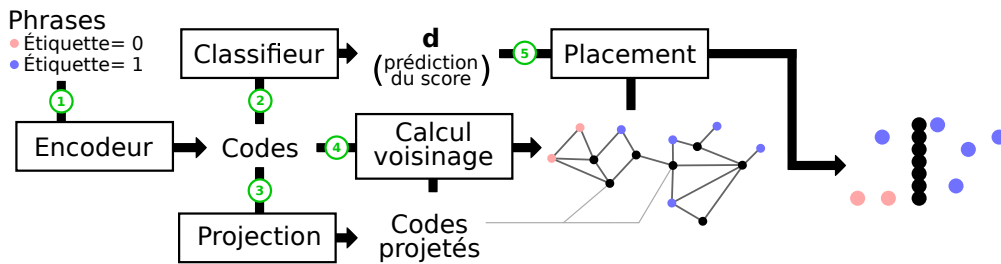 Phrases
Étiquette= 0
Étiquette= 1
1
Encodeur
Classifieur
2
Codes
3
Projection
d
(prédiction
du score)
4
Calcul
voisinage
Codes
projetés
5
Placement